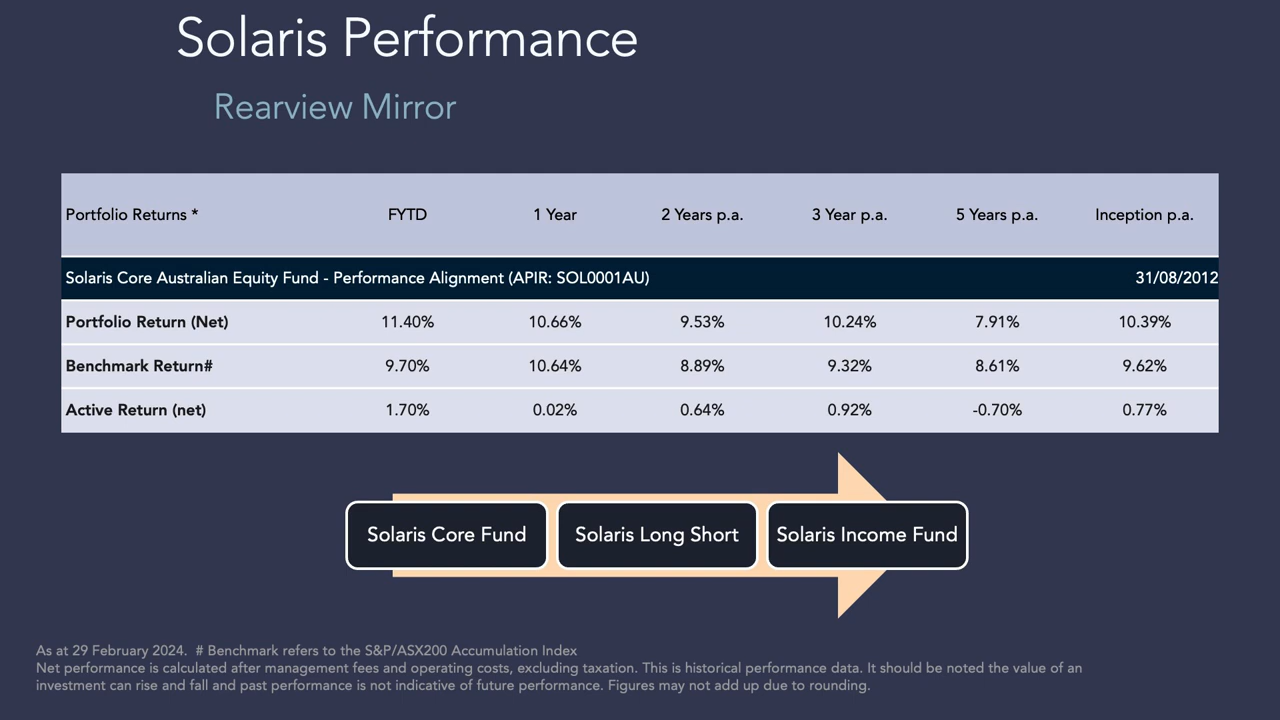 Solaris Performance
Rearview Mirror
Portfolio Returns * FYTD 1 Year 2 Years p.a. 3 Year p.a. 5 Years p.a. Inception p.a.
Solaris Core Australian Equity Fund - Performance Alignment (APIR: SOL0001AU) 31/08/2012
Portfolio Return (Net) 11.40% 10.66% 9.53% 10.24% 7.91% 10.39%
Benchmark Return# 9.70% 10.64% 8.89% 9.32% 8.61% 9.62%
Active Return (net) 1.70% 0.02% 0.64% 0.92% -0.70% 0.77%
Solaris Core Fund Solaris Long Short Solaris Income Fund
As at 29 February 2024. # Benchmark refers to the S&P/ASX200 Accumulation Index
Net performance is calculated after management fees and operating costs, excluding taxation. This is historical performance data. It should be noted the value of an
investment can rise and fall and past performance is not indicative of future performance. Figures may not add up due to rounding.